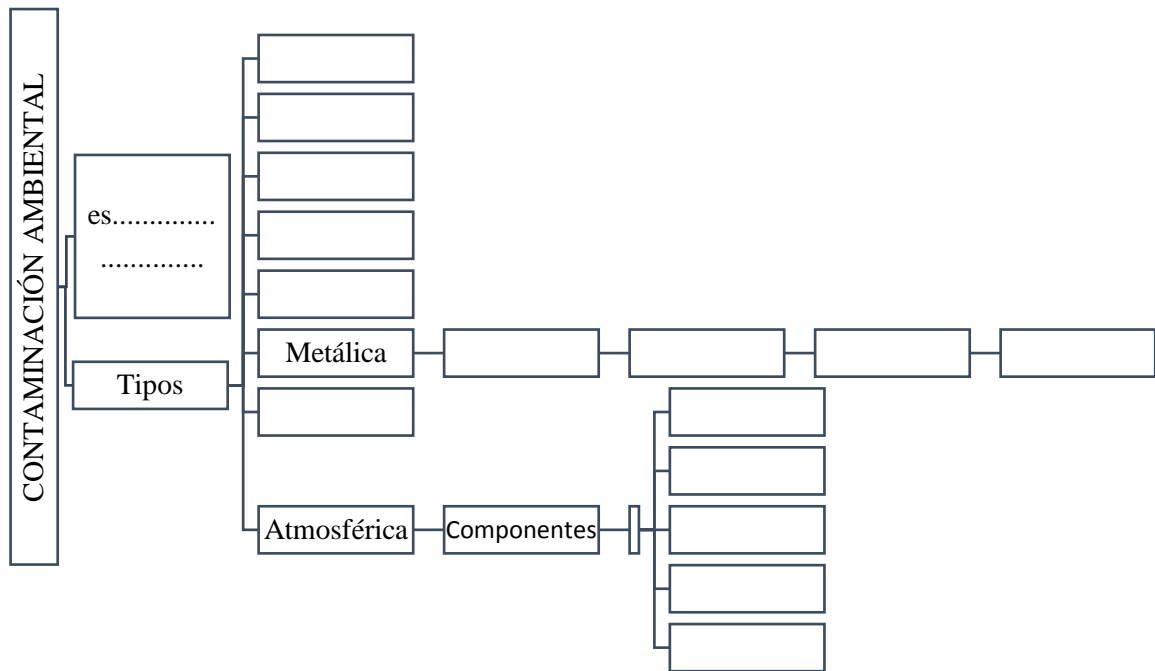 CONTAMINACIÓN AMBIENTAL
es..............
..............
Tipos
Metálica
Atmosférica
Componentes